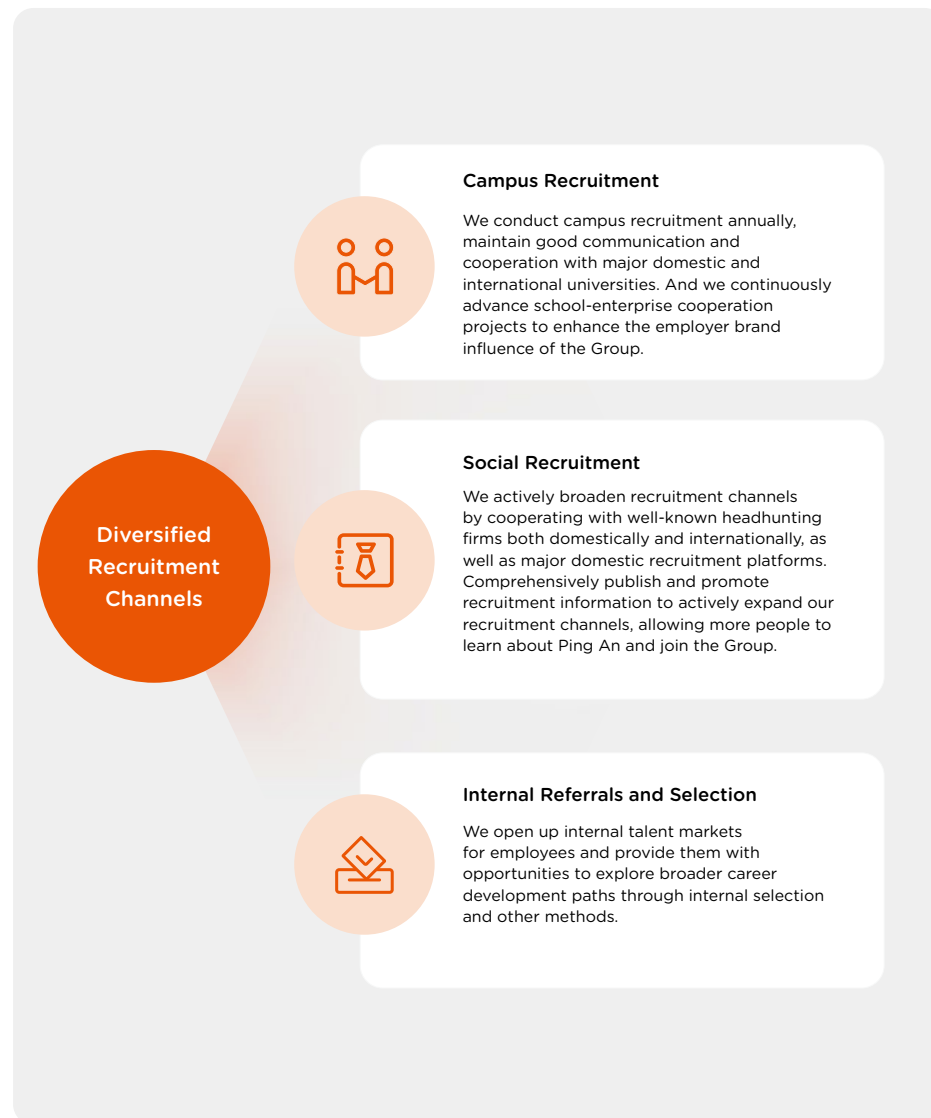 Campus Recruitment
We conduct campus recruitment annually,
maintain good communication and
cooperation with major domestic and
international universities. And we continuously
advance school-enterprise cooperation
projects to enhance the employer brand
influence of the Group.
Diversified
Recruitment
Channels
Social Recruitment
We actively broaden recruitment channels
by cooperating with well-known headhunting
firms both domestically and internationally, as
well as major domestic recruitment platforms.
Comprehensively publish and promote
recruitment information to actively expand our
recruitment channels, allowing more people to
learn about Ping An and join the Group.
Internal Referrals and Selection
We open up internal talent markets
for employees and provide them with
opportunities to explore broader career
development paths through internal selection
and other methods.